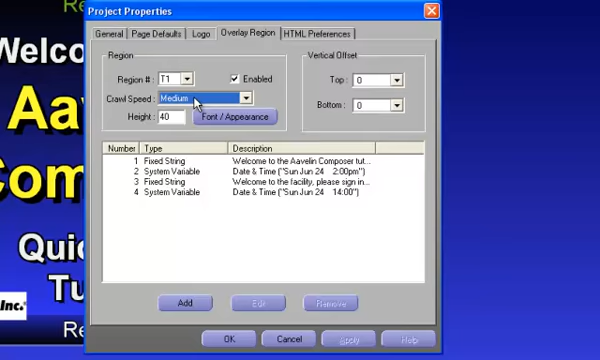 Project Properties
General Page Defaults Logo Overlay Region HTML Preferences
Region Vertical Offset
Region # : T1 Enabled Top : 0
Crawl Speed : Medium
Height : 40 Font / Appearance Bottom : 0
Number Type Description
1 Fixed String Welcome to the Aavelin Composer tut...
2 System Variable Date & Time ("Sun Jun 24 2:00pm")
3 Fixed String Welcome to the facility, please sign in...
4 System Variable Date & Time ("Sun Jun 24 14:00")
Add Edit Remove
OK Cancel Apply Help
Re
Welco
Aa
Com
Quic
Tu
Inc.®
Re